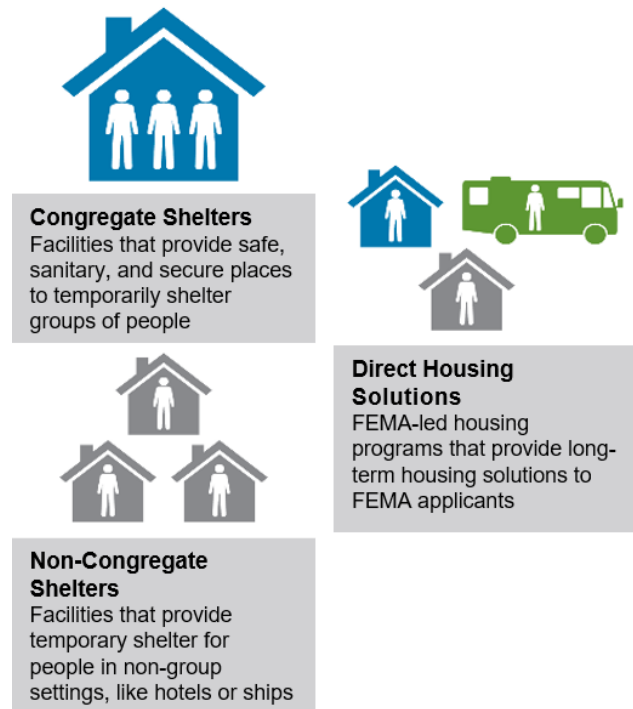 Congregate Shelters
Facilities that provide safe,
sanitary, and secure places
to temporarily shelter
groups of people
Non-Congregate
Shelters
Facilities that provide
temporary shelter for
people in non-group
settings, like hotels or ships
Direct Housing
Solutions
FEMA-led housing
programs that provide long-
term housing solutions to
FEMA applicants